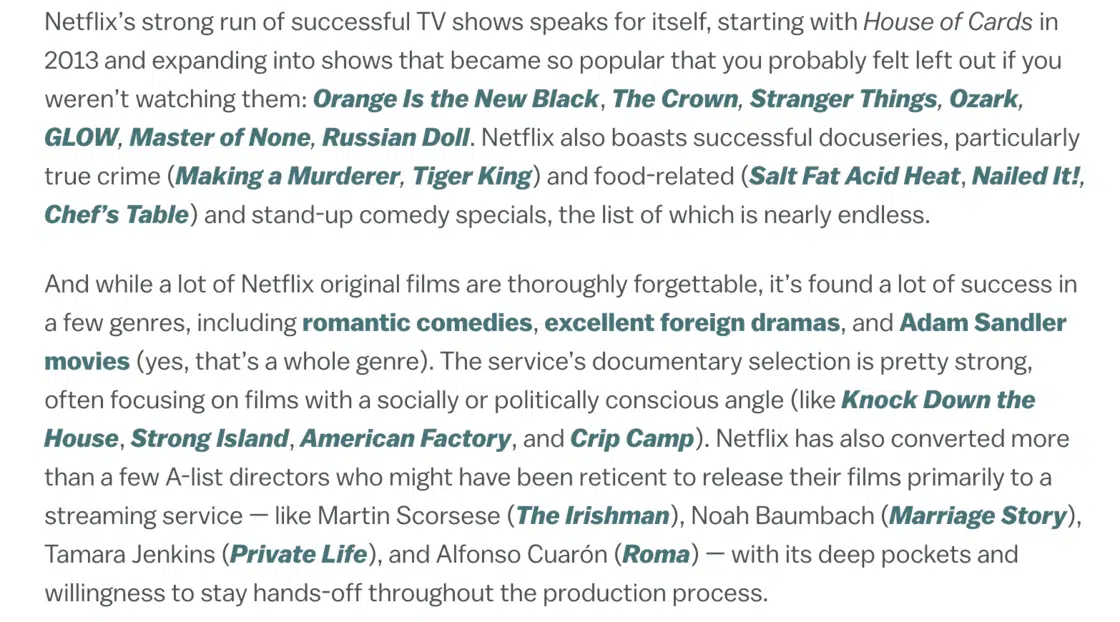 Netflix’s strong run of successful TV shows speaks for itself, starting with House of Cards in
2013 and expanding into shows that became so popular that you probably felt left out if you
weren’t watching them: Orange Is the New Black, The Crown, Stranger Things, Ozark,
GLOW, Master of None, Russian Doll. Netflix also boasts successful docuseries, particularly
true crime (Making a Murderer, Tiger King) and food-related (Salt Fat Acid Heat, Nailed It!,
Chef’s Table) and stand-up comedy specials, the list of which is nearly endless.
And while a lot of Netflix original films are thoroughly forgettable, it’s found a lot of success in
a few genres, including romantic comedies, excellent foreign dramas, and Adam Sandler
movies (yes, that’s a whole genre). The service’s documentary selection is pretty strong,
often focusing on films with a socially or politically conscious angle (like Knock Down the
House, Strong Island, American Factory, and Crip Camp). Netflix has also converted more
than a few A-list directors who might have been reticent to release their films primarily to a
streaming service — like Martin Scorsese (The Irishman), Noah Baumbach (Marriage Story),
Tamara Jenkins (Private Life), and Alfonso Cuarón (Roma) — with its deep pockets and
willingness to stay hands-off throughout the production process.